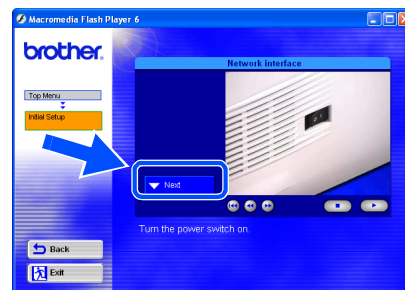 Macromedia Flash Player 6
brother.
Network interface
Top Menu
Initial Setup
Next
Turn the power switch on.
Back
Exit